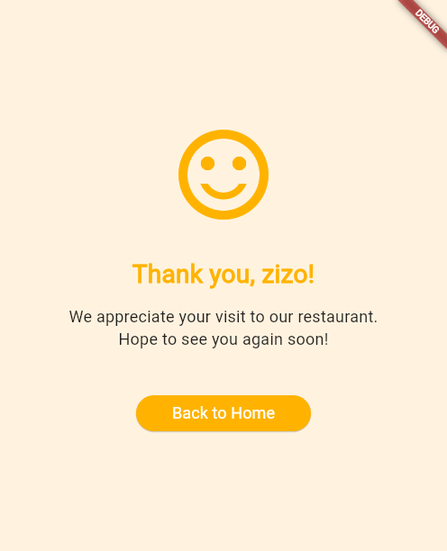 DEBUG
Thank you, zizo!
We appreciate your visit to our restaurant.
Hope to see you again soon!
Back to Home